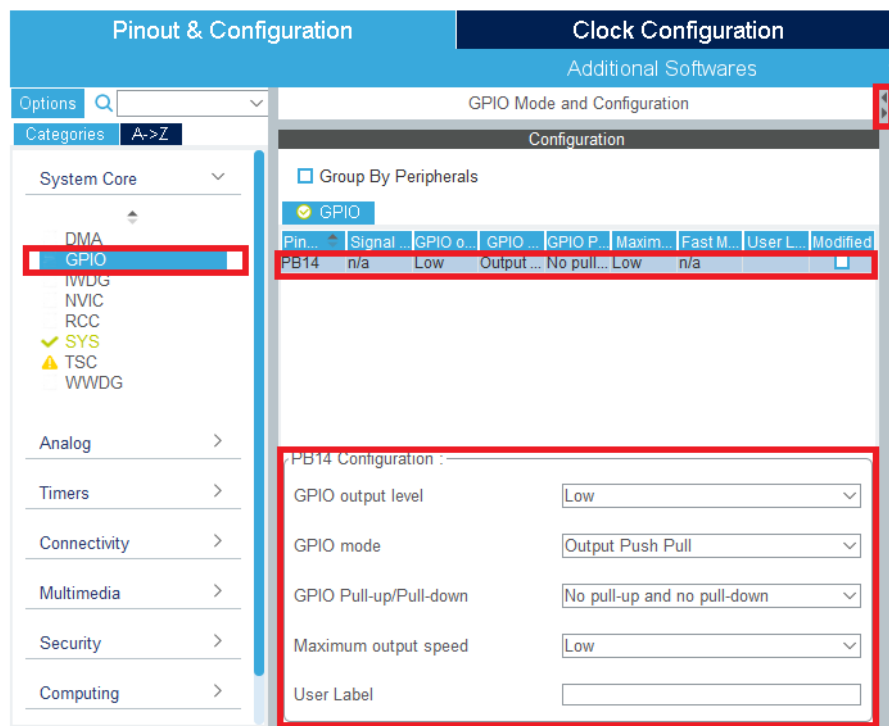 Pinout & Configuration
Clock Configuration
Additional Softwares
Options
Categories
A->Z
System Core
DMA
GPIO
IWDG
NVIC
RCC
SYS
TSC
WWDG
Analog
Timers
Connectivity
Multimedia
Security
Computing
GPIO Mode and Configuration
Configuration
Group By Peripherals
GPIO
Pin... Signal ... GPIO o... GPIO ... GPIO P... Maxim... Fast M... User L... Modified
PB14 n/a Low Output ... No pull... Low n/a
PB14 Configuration :
GPIO output level Low
GPIO mode Output Push Pull
GPIO Pull-up/Pull-down No pull-up and no pull-down
Maximum output speed Low
User Label